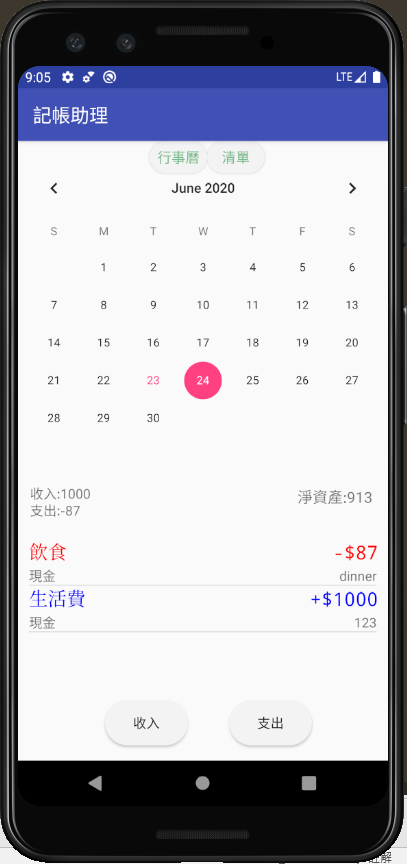 9:05 LTE
記帳助理
行事曆 清單
June 2020
S M T W T F S
1 2 3 4 5 6
7 8 9 10 11 12 13
14 15 16 17 18 19 20
21 22 23 24 25 26 27
28 29 30
收入:1000 淨資產:913
支出:-87
飲食 -$87
現金 dinner
生活費 +$1000
現金 123
收入 支出